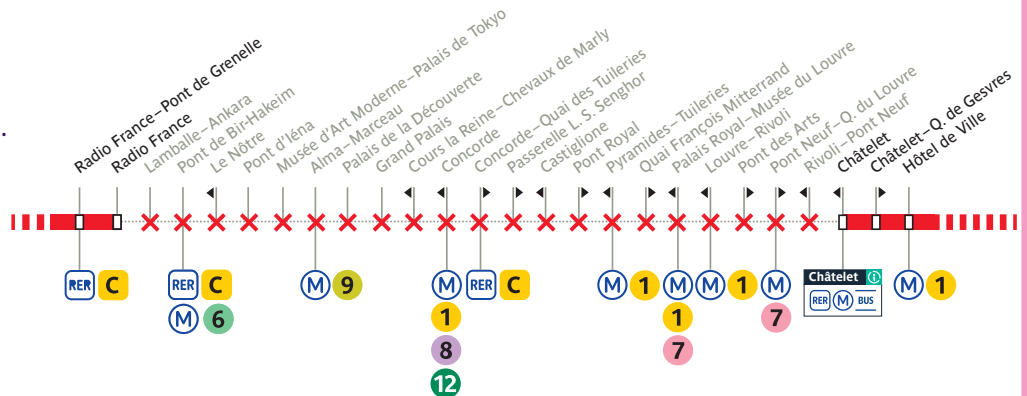 Radio France–Pont de Grenelle
Radio France
Lamballe–Ankara
Pont de Bir-Hakeim
Le Nôtre
Pont d'Iéna
Musée d'Art Moderne–Palais de Tokyo
Alma–Marceau
Palais de la Découverte
Grand Palais
Cours la Reine–Chevaux de Marly
Concorde
Concorde–Quai des Tuileries
Passerelle L. S. Senghor
Castiglione
Pont Royal
Pyramides–Tuileries
Quai François Mitterrand
Palais Royal–Musée du Louvre
Louvre–Rivoli
Pont des Arts
Pont Neuf–Q. du Louvre
Rivoli–Pont Neuf
Châtelet
Châtelet–Q. de Gesvres
Hôtel de Ville
RER C
RER C
M 6
M 9
M 1
8
12
RER C
M 1
M 1
7
M 1
M 7
Châtelet i
RER M BUS
M 1